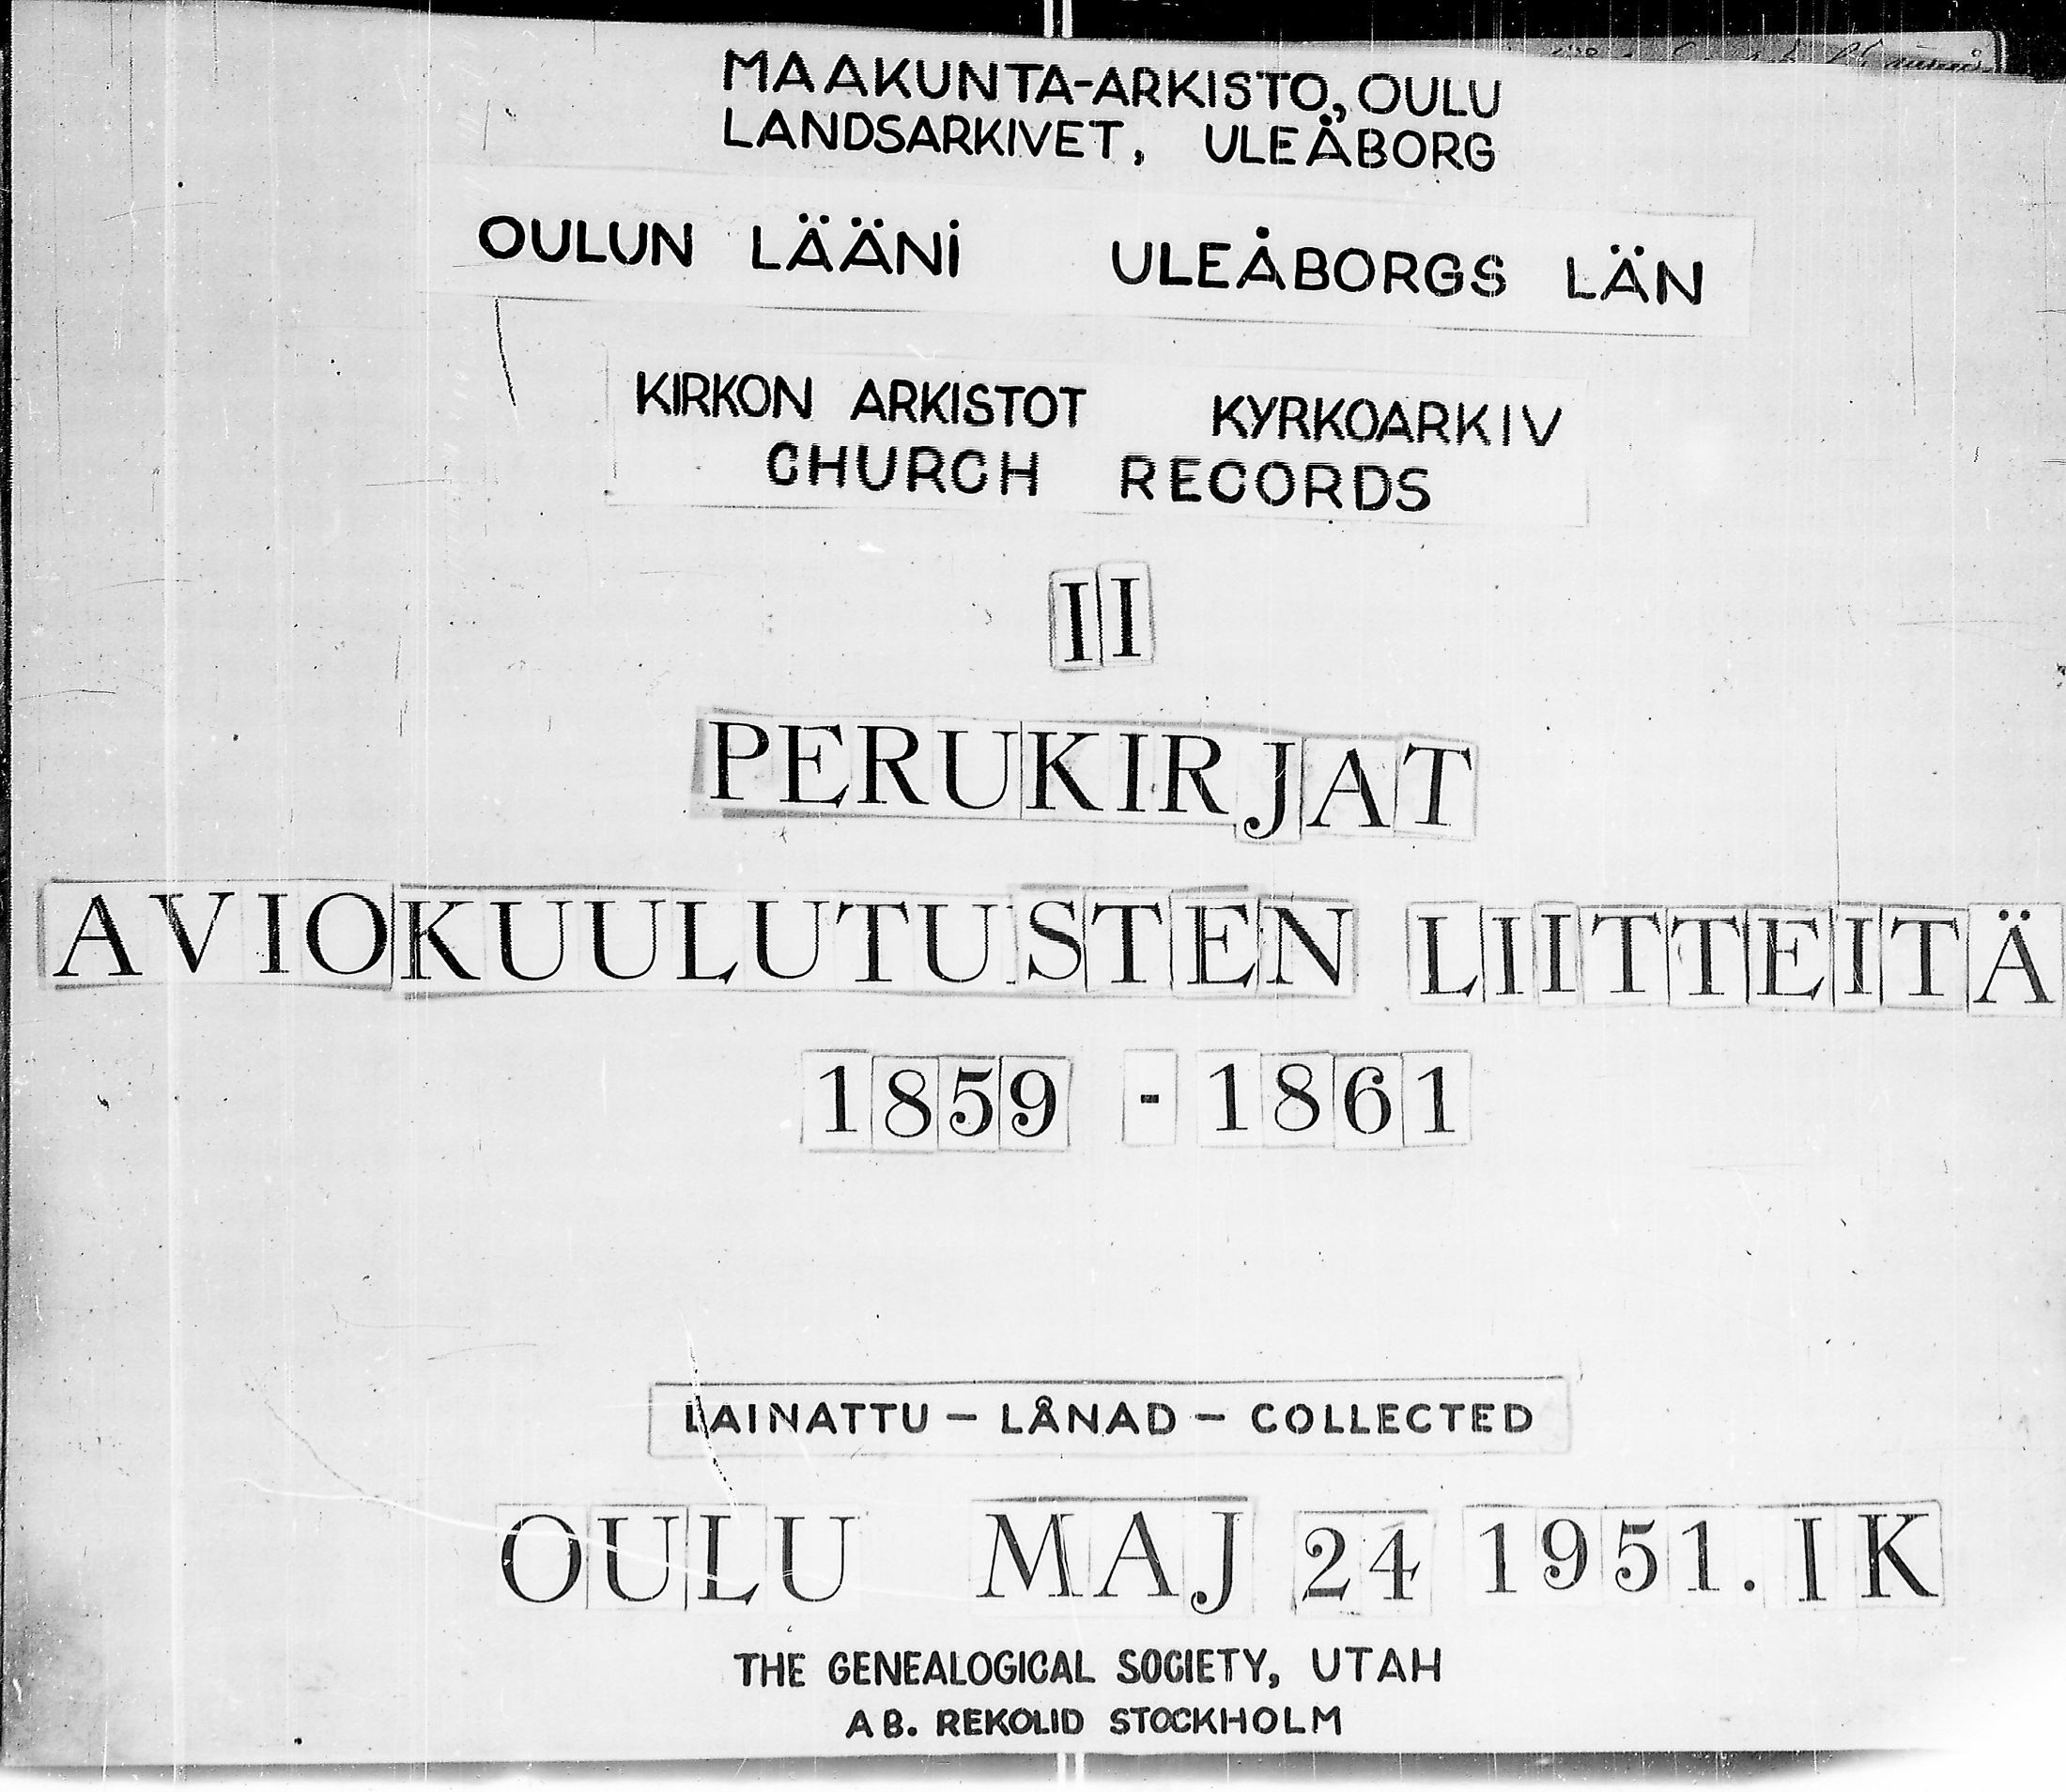 MAAKUNTA-ARKISTO, OULU
LANDSARKIVET, ULEÅBORG
OULUN LÄÄNI ULEÅBORGS LÄN
KIRKON ARKISTOT KYRKOARKIV
CHURCH RECORDS
II
PERUKIRJAT
AVIOKUULUTUSTEN LIITTEITÄ
1859 - 1861
LAINATTU - LÅNAD - COLLECTED
OULU MAJ 24 1951. IK
THE GENEALOGICAL SOCIETY, UTAH
AB. REKOLID STOCKHOLM